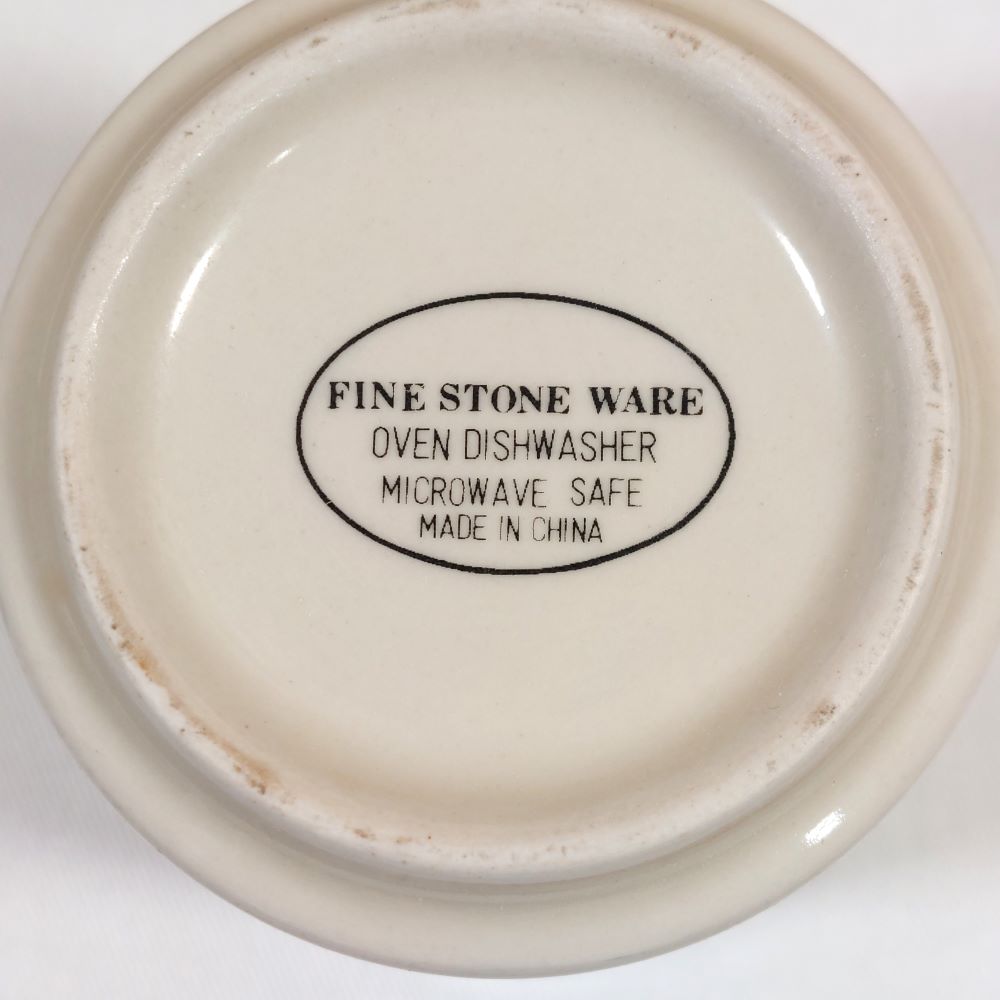 FINE STONE WARE
OVEN DISHWASHER
MICROWAVE SAFE
MADE IN CHINA